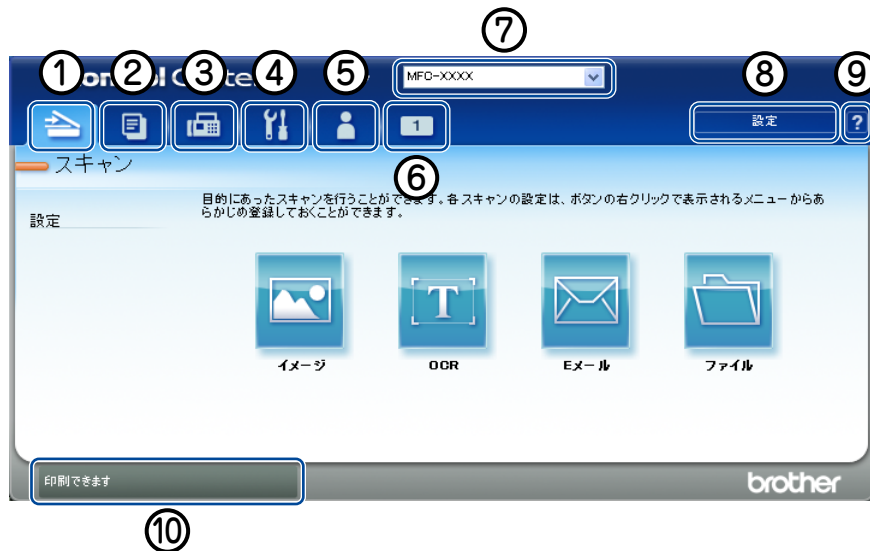 ⑦
① ② ③ ④ ⑤ MFC-XXXX ⑧ ⑨
1 設定 ?
スキャン
⑥
目的にあったスキャンを行うことができます。各スキャンの設定は、ボタンの右クリックで表示されるメニューからあ
らかじめ登録しておくことができます。
設定
T
イメージ OCR Eメール ファイル
印刷できます brother
⑩